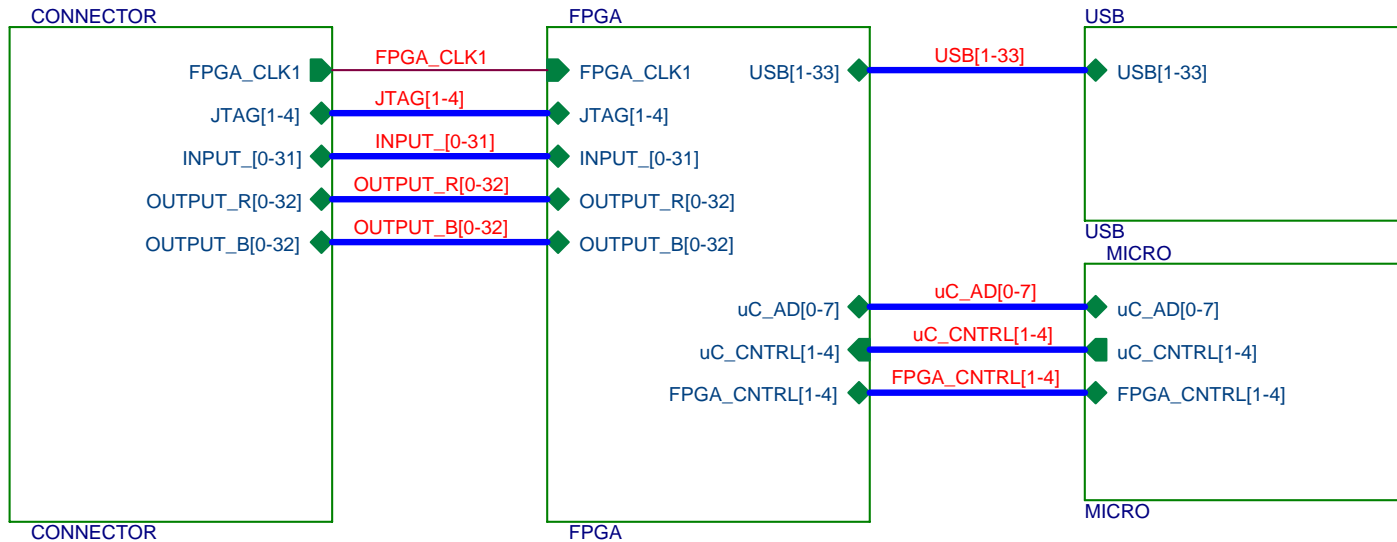 CONNECTOR
FPGA_CLK1
JTAG[1-4]
INPUT_[0-31]
OUTPUT_R[0-32]
OUTPUT_B[0-32]
CONNECTOR
FPGA_CLK1
JTAG[1-4]
INPUT_[0-31]
OUTPUT_R[0-32]
OUTPUT_B[0-32]
FPGA
FPGA_CLK1
JTAG[1-4]
INPUT_[0-31]
OUTPUT_R[0-32]
OUTPUT_B[0-32]
USB[1-33]
uC_AD[0-7]
uC_CNTRL[1-4]
FPGA_CNTRL[1-4]
FPGA
USB[1-33]
uC_AD[0-7]
uC_CNTRL[1-4]
FPGA_CNTRL[1-4]
USB
USB[1-33]
USB
MICRO
uC_AD[0-7]
uC_CNTRL[1-4]
FPGA_CNTRL[1-4]
MICRO